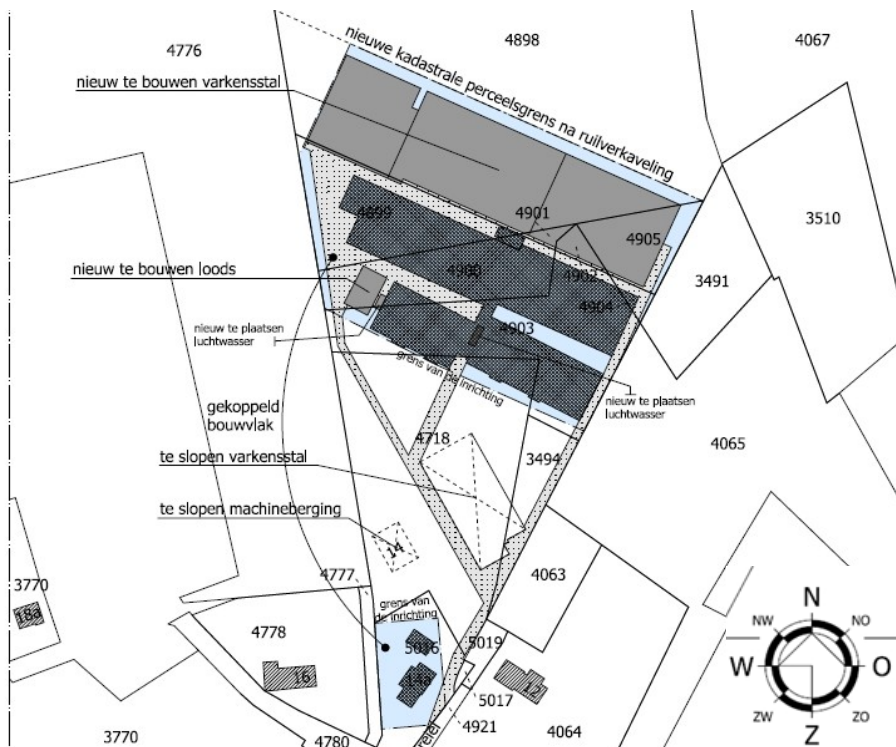 4776
4898
4067
nieuwe kadastrale perceelsgrens na ruilverkaveling
nieuw te bouwen varkensstal
4899
4901
4905
3510
nieuw te bouwen loods
4900
4902
3491
4904
nieuw te plaatsen
luchtwasser
4903
grens van de inrichting
nieuw te plaatsen
luchtwasser
gekoppeld
bouwvlak
4718
4065
te slopen varkensstal
3494
te slopen machineberging
14
3770
18a
4777
4063
grens van
de inrichting
4778
5016
5019
16
14a
12
5017
4921
4064
3770
4780
N
NW
NO
W
O
ZW
ZO
Z